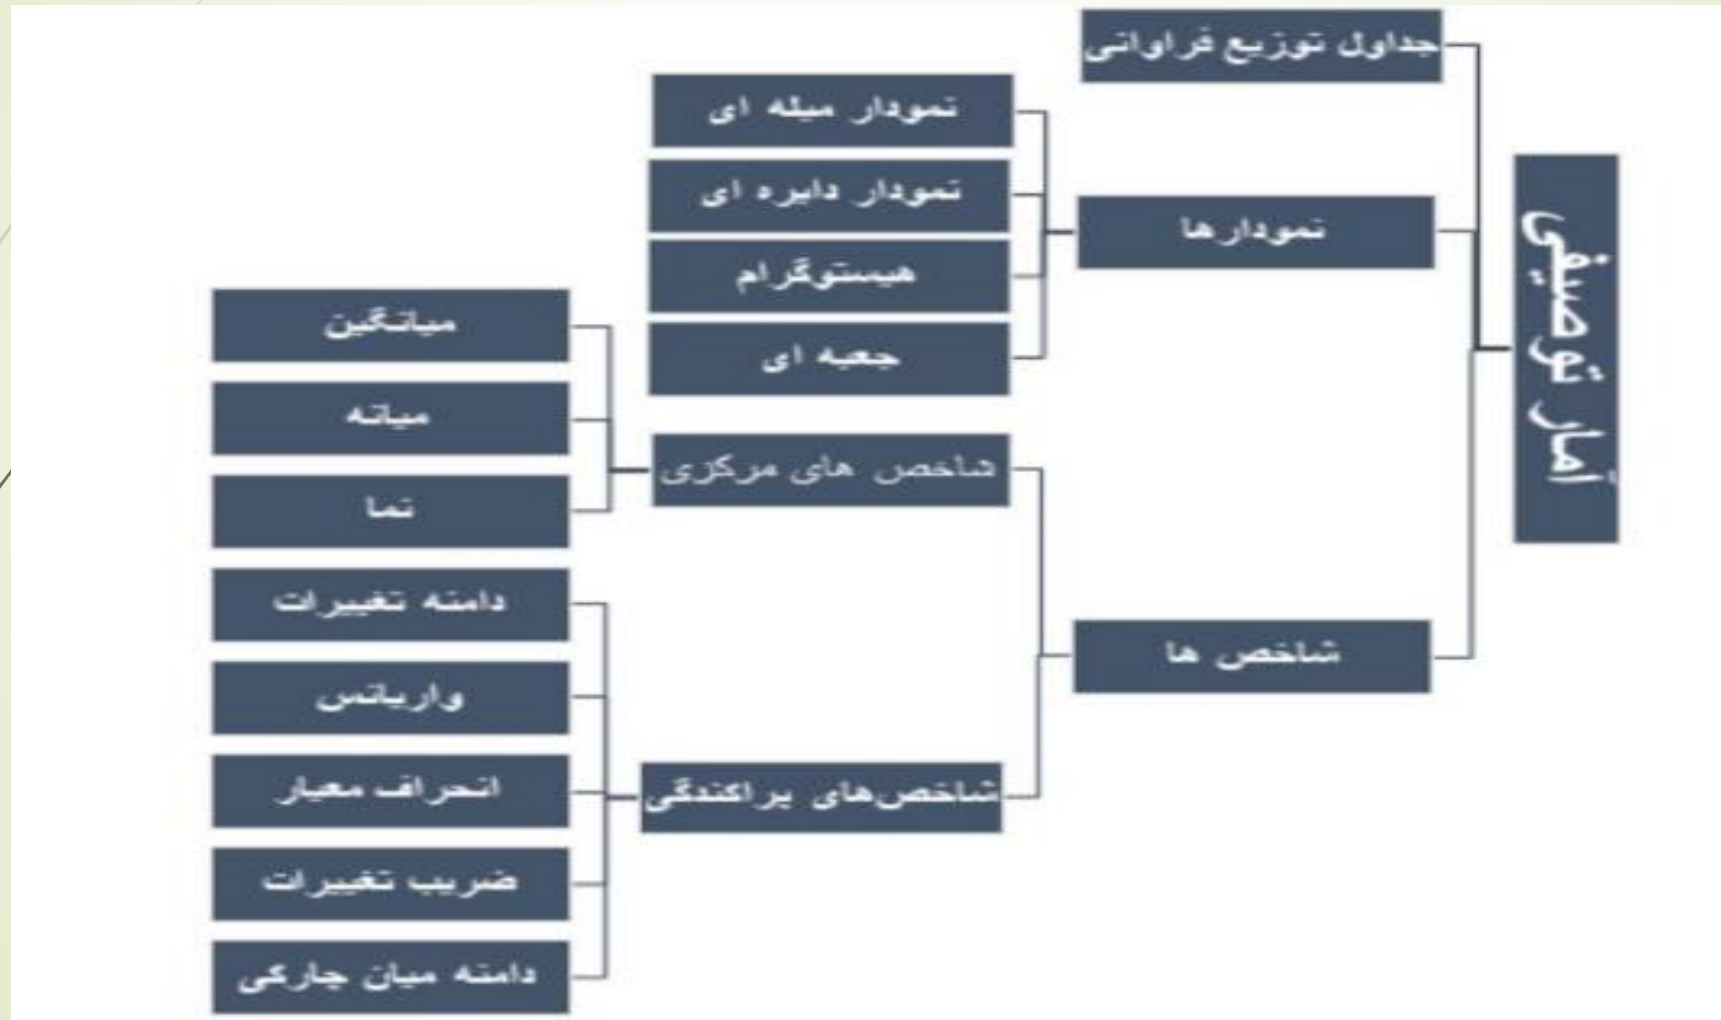 آمار توصیفی
جداول توزیع فراوانی
نمودارها
نمودار میله ای
نمودار دایره ای
هیستوگرام
جعبه ای
شاخص ها
شاخص های مرکزی
میانگین
میانه
نما
شاخص‌های پراکندگی
دامنه تغییرات
واریانس
انحراف معیار
ضریب تغییرات
دامنه میان چارکی